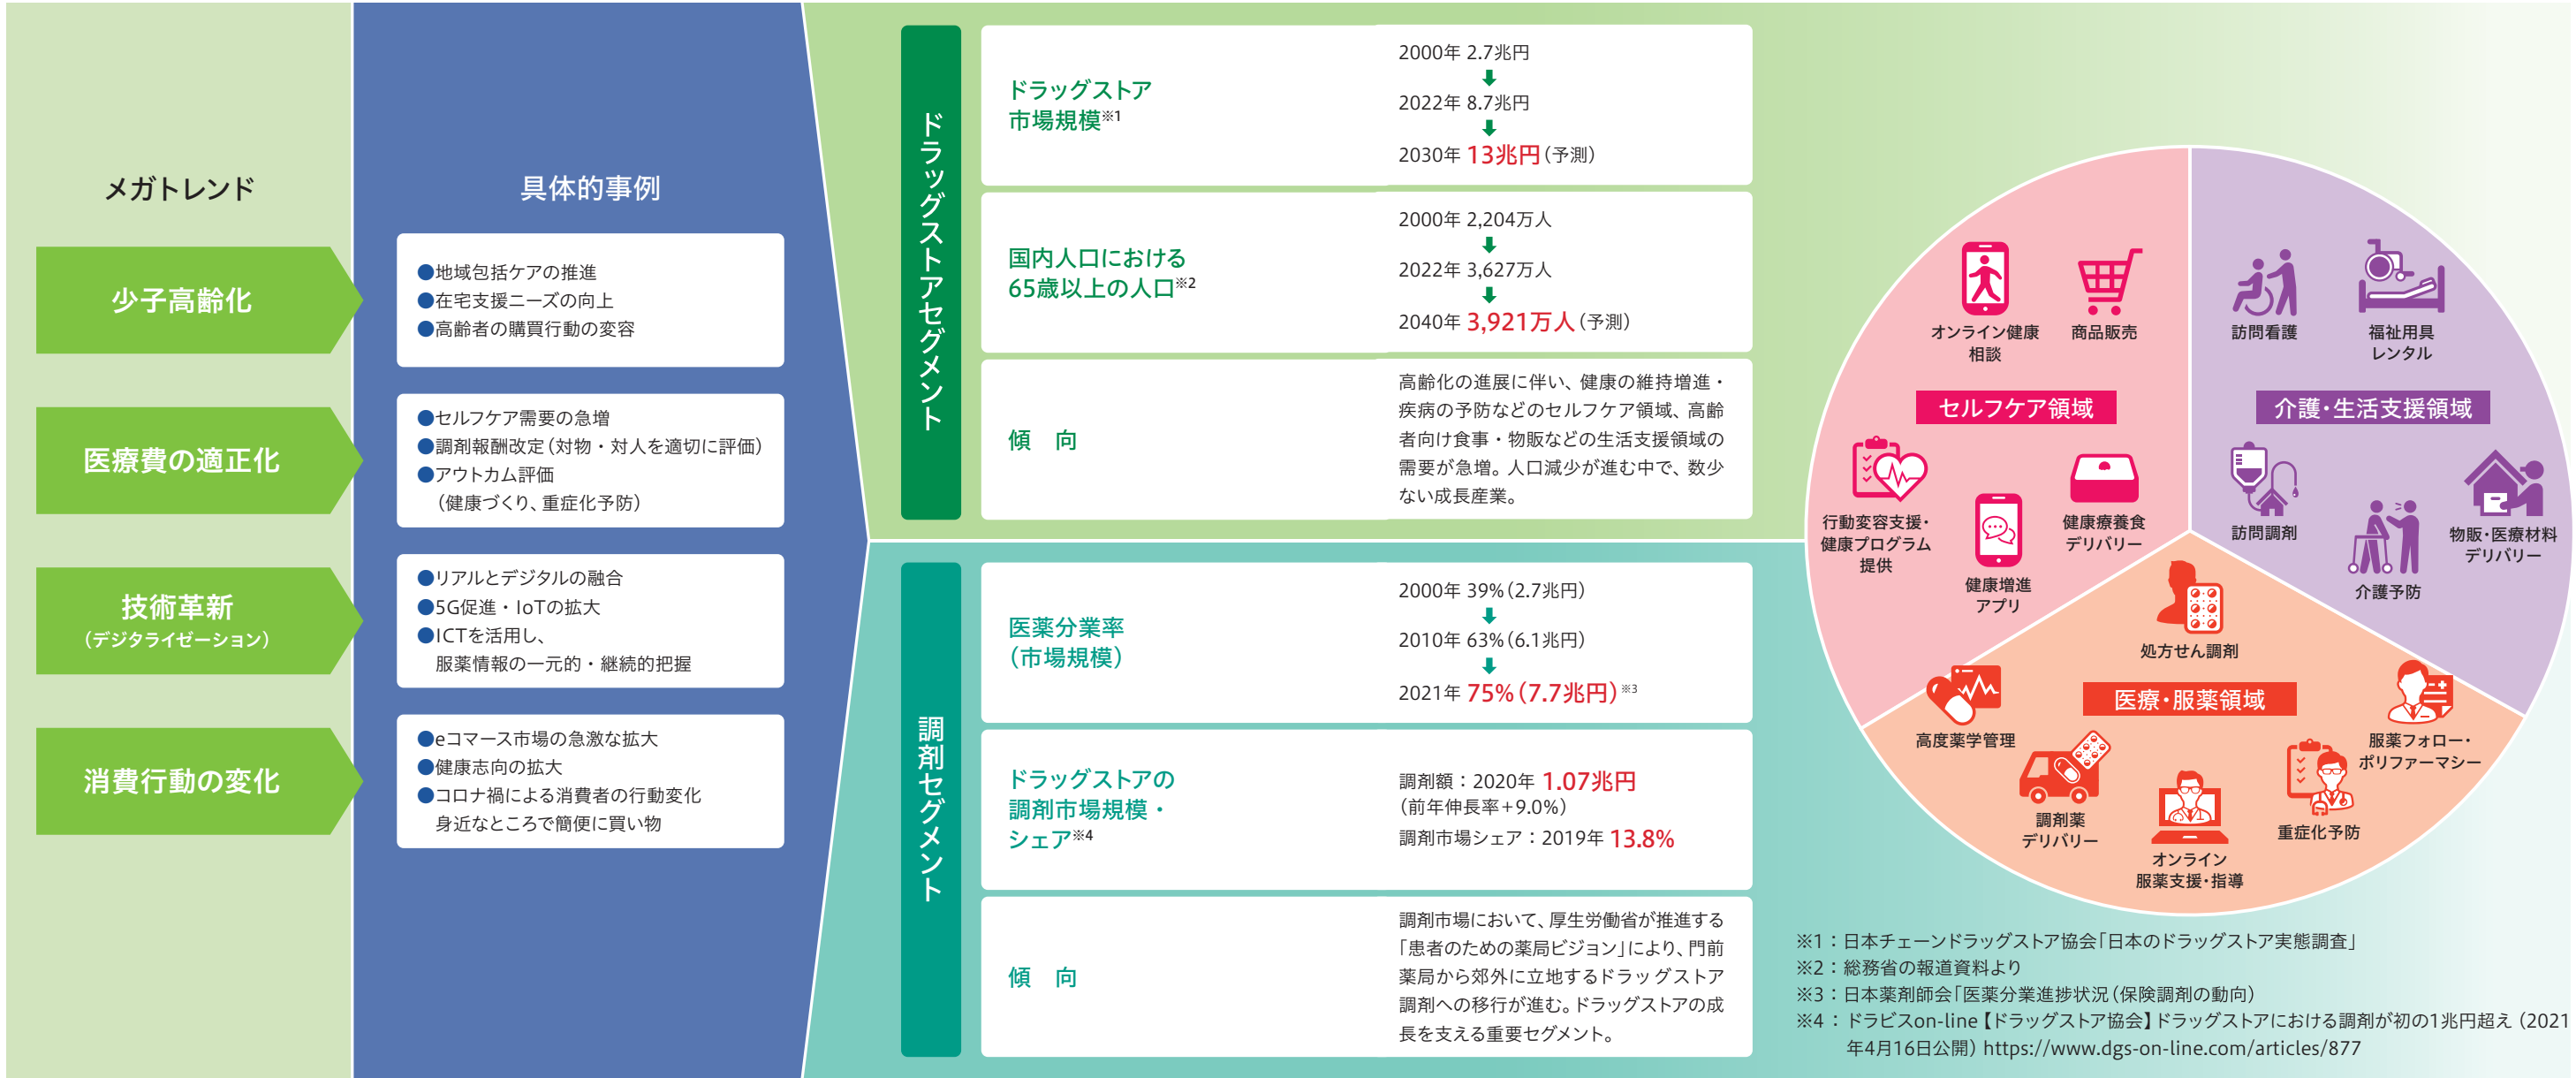 メガトレンド
少子高齢化
医療費の適正化
技術革新
(デジタライゼーション)
消費行動の変化
具体的事例
●地域包括ケアの推進
●在宅支援ニーズの向上
●高齢者の購買行動の変容
●セルフケア需要の急増
●調剤報酬改定(対物・対人を適切に評価)
●アウトカム評価
(健康づくり、重症化予防)
●リアルとデジタルの融合
●5G促進・IoTの拡大
●ICTを活用し、
服薬情報の一元的・継続的把握
●eコマース市場の急激な拡大
●健康志向の拡大
●コロナ禍による消費者の行動変化
身近なところで簡便に買い物
ドラッグストアセグメント
ドラッグストア
市場規模※1
2000年 2.7兆円
2022年 8.7兆円
2030年 13兆円(予測)
国内人口における
65歳以上の人口※2
2000年 2,204万人
2022年 3,627万人
2040年 3,921万人(予測)
傾 向
高齢化の進展に伴い、健康の維持増進・
疾病の予防などのセルフケア領域、高齢
者向け食事・物販などの生活支援領域の
需要が急増。人口減少が進む中で、数少
ない成長産業。
調剤セグメント
医薬分業率
(市場規模)
2000年 39%(2.7兆円)
2010年 63%(6.1兆円)
2021年 75%(7.7兆円)※3
ドラッグストアの
調剤市場規模・
シェア※4
調剤額：2020年 1.07兆円
(前年伸長率+9.0%)
調剤市場シェア：2019年 13.8%
傾 向
調剤市場において、厚生労働省が推進する
「患者のための薬局ビジョン」により、門前
薬局から郊外に立地するドラッグストア
調剤への移行が進む。ドラッグストアの成
長を支える重要セグメント。
オンライン健康
相談
商品販売
セルフケア領域
行動変容支援・
健康プログラム
提供
健康増進
アプリ
健康療養食
デリバリー
訪問看護
福祉用具
レンタル
介護・生活支援領域
訪問調剤
介護予防
物販・医療材料
デリバリー
処方せん調剤
医療・服薬領域
高度薬学管理
調剤薬
デリバリー
オンライン
服薬支援・指導
重症化予防
服薬フォロー・
ポリファーマシー
※1：日本チェーンドラッグストア協会「日本のドラッグストア実態調査」
※2：総務省の報道資料より
※3：日本薬剤師会「医薬分業進捗状況(保険調剤の動向)
※4：ドラビスon-line【ドラッグストア協会】ドラッグストアにおける調剤が初の1兆円超え(2021
年4月16日公開) https://www.dgs-on-line.com/articles/877